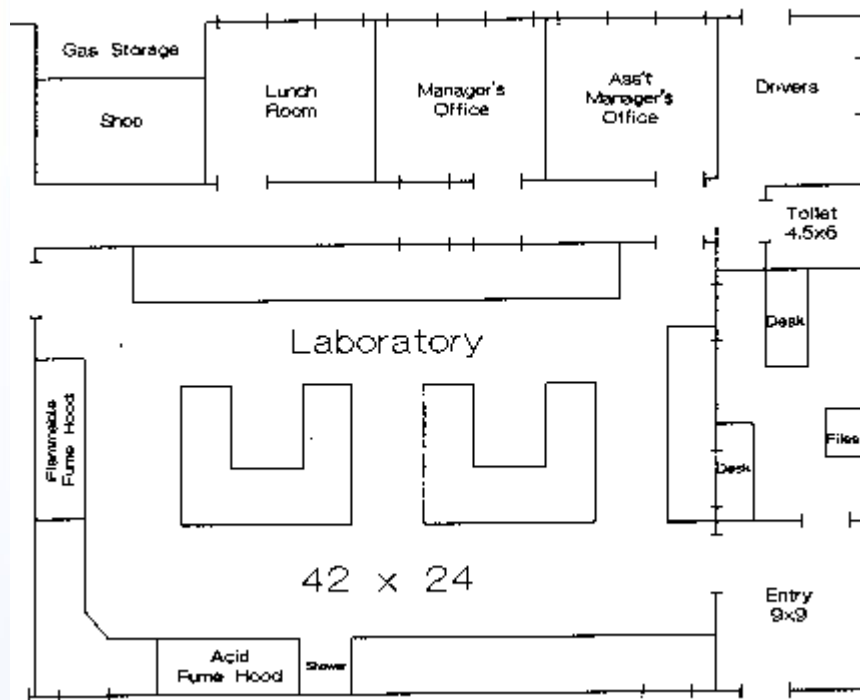 Gas Storage
Shop
Lunch
Room
Manager's
Office
Ass't
Manager's
Office
Drivers
Toilet
4.5x6
Laboratory
Desk
Flammable
Fume Hood
Files
Desk
42 x 24
Entry
9x9
Acid
Fume Hood
Shower